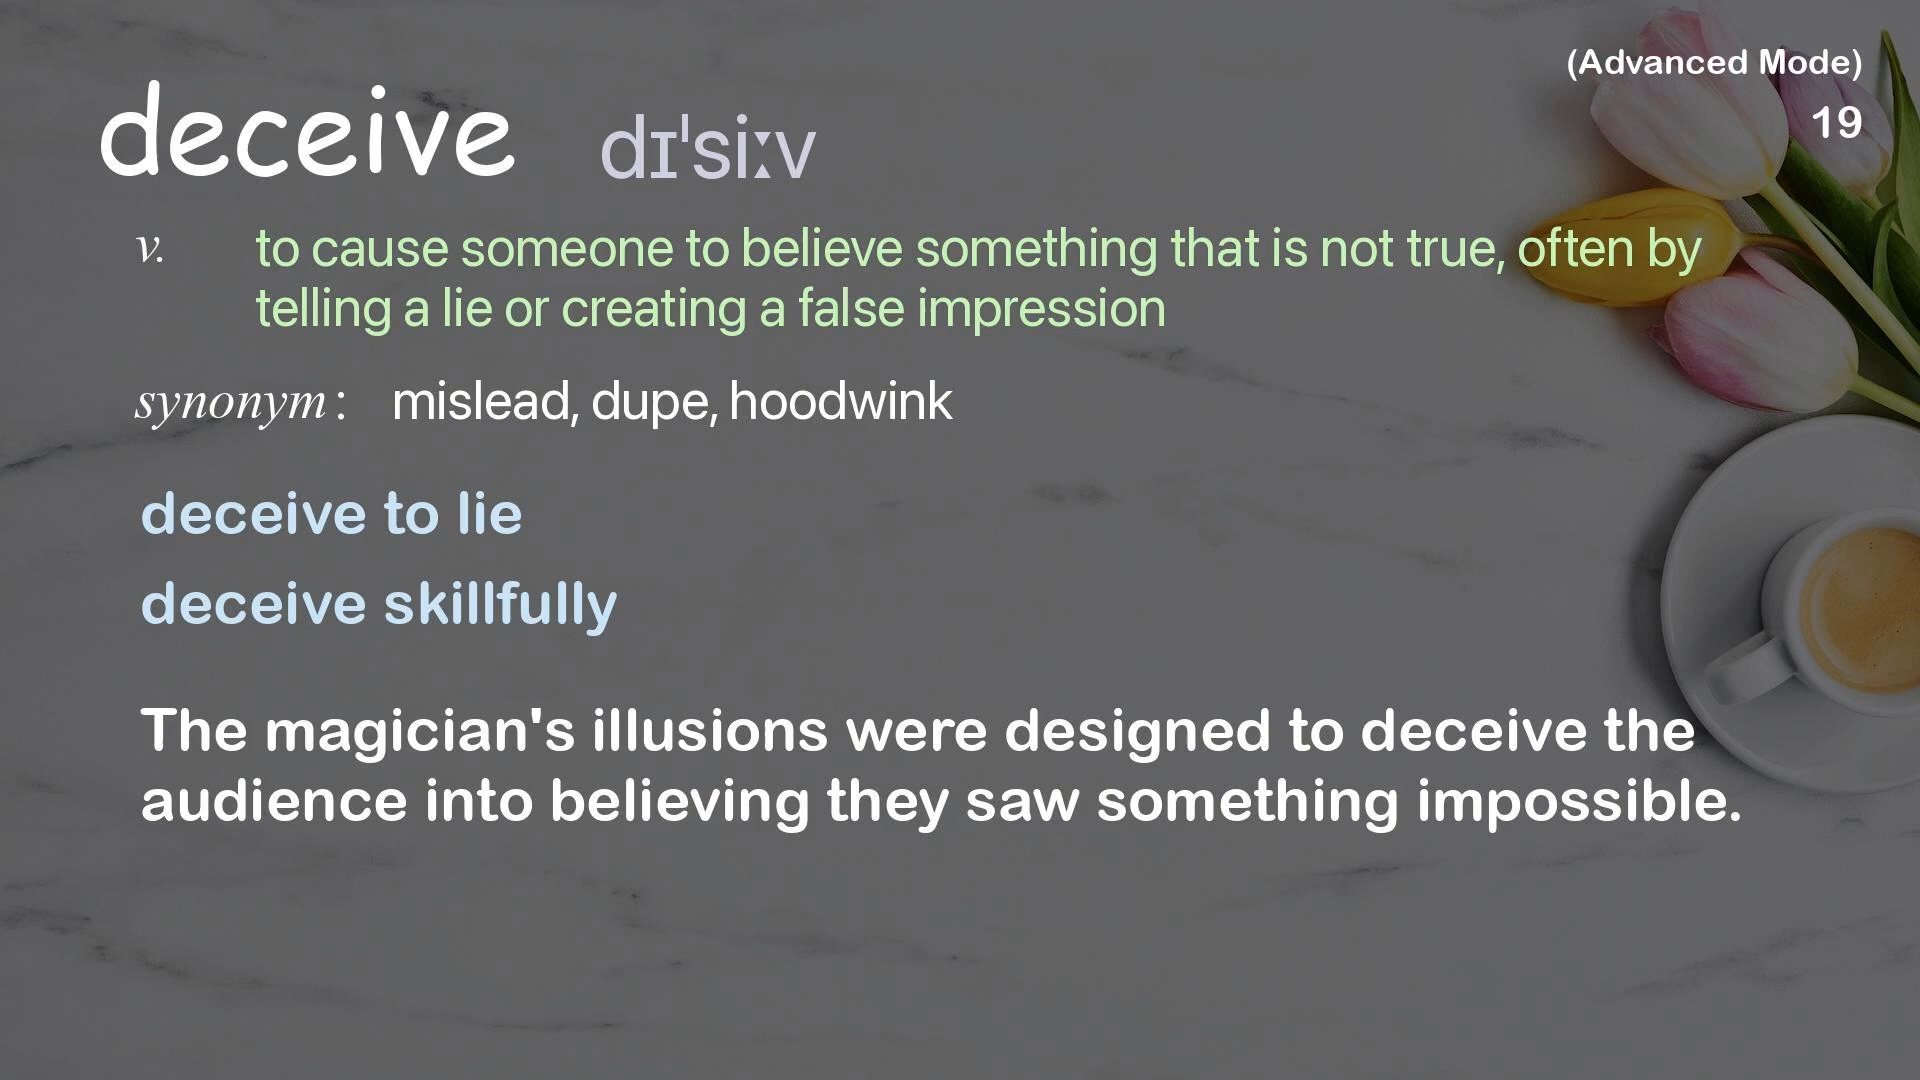 (Advanced Mode)
19
deceive dɪˈsiːv
v. to cause someone to believe something that is not true, often by
telling a lie or creating a false impression
synonym: mislead, dupe, hoodwink
deceive to lie
deceive skillfully
The magician's illusions were designed to deceive the
audience into believing they saw something impossible.